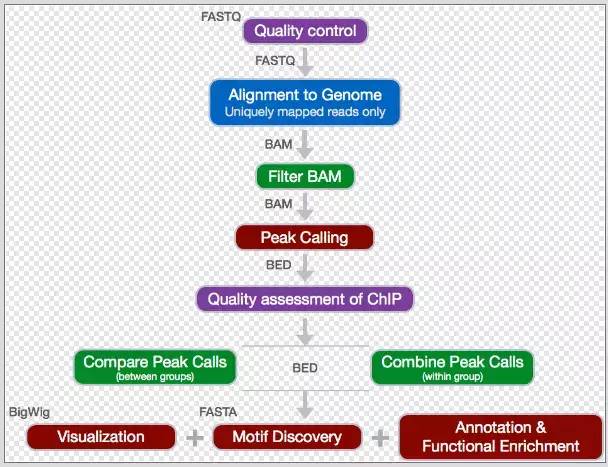 FASTQ
Quality control
FASTQ
Alignment to Genome
Uniquely mapped reads only
BAM
Filter BAM
BAM
Peak Calling
BED
Quality assessment of ChIP
Compare Peak Calls
(between groups)
BED
Combine Peak Calls
(within group)
BigWig
Visualization
+
FASTA
Motif Discovery
+
Annotation &
Functional Enrichment